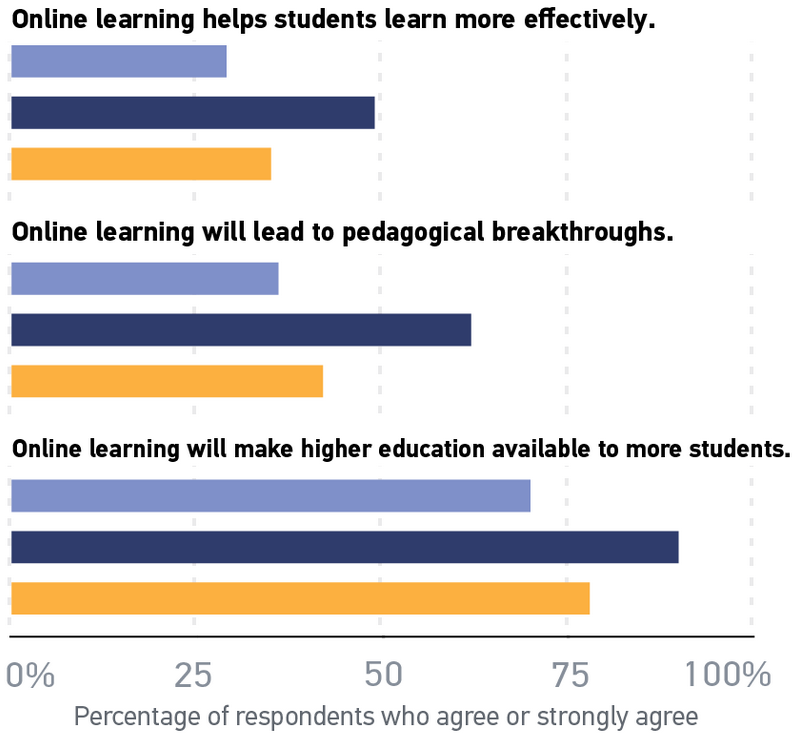 Online learning helps students learn more effectively.
Online learning will lead to pedagogical breakthroughs.
Online learning will make higher education available to more students.
0% 25 50 75 100%
Percentage of respondents who agree or strongly agree